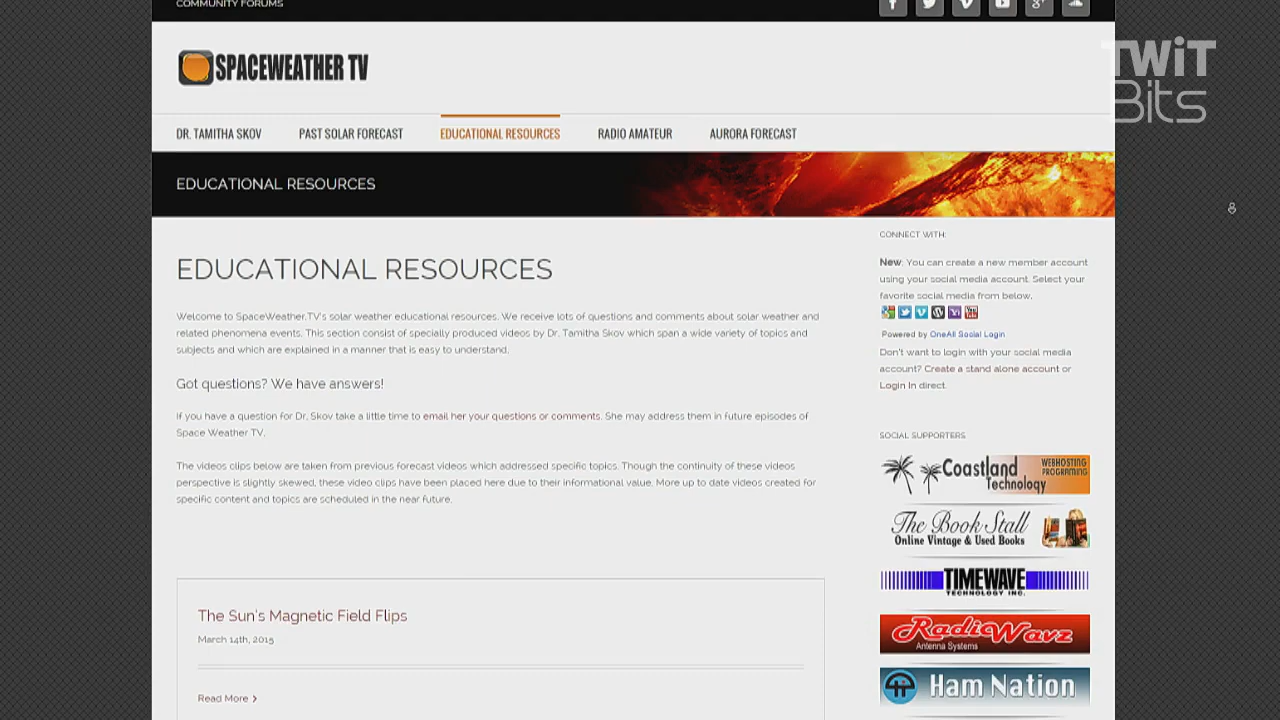 COMMUNITY FORUMS
TWiT
Bits
SPACEWEATHER TV
DR. TAMITHA SKOV PAST SOLAR FORECAST EDUCATIONAL RESOURCES RADIO AMATEUR AURORA FORECAST
EDUCATIONAL RESOURCES
EDUCATIONAL RESOURCES
Welcome to SpaceWeather.TV's solar weather educational resources. We receive lots of questions and comments about solar weather and
related phenomena events. This section consist of specially produced videos by Dr. Tamitha Skov which span a wide variety of topics and
subjects and which are explained in a manner that is easy to understand.
Got questions? We have answers!
If you have a question for Dr. Skov take a little time to email her your questions or comments. She may address them in future episodes of
Space Weather TV.
The videos clips below are taken from previous forecast videos which addressed specific topics. Though the continuity of these videos
perspective is slightly skewed, these video clips have been placed here due to their informational value. More up to date videos created for
specific content and topics are scheduled in the near future.
The Sun's Magnetic Field Flips
March 14th, 2015
Read More
CONNECT WITH:
New: You can create a new member account
using your social media account. Select your
favorite social media from below.
Powered by OneAll Social Login
Don't want to login with your social media
account? Create a stand alone account or
Login In direct.
SOCIAL SUPPORTERS
Coastland
Technology
WEBHOSTING
PROGRAMING
The Book Stall
Online Vintage & Used Books
TIMEWAVE
TECHNOLOGY INC.
RadioWavz
Antenna Systems
Ham Nation